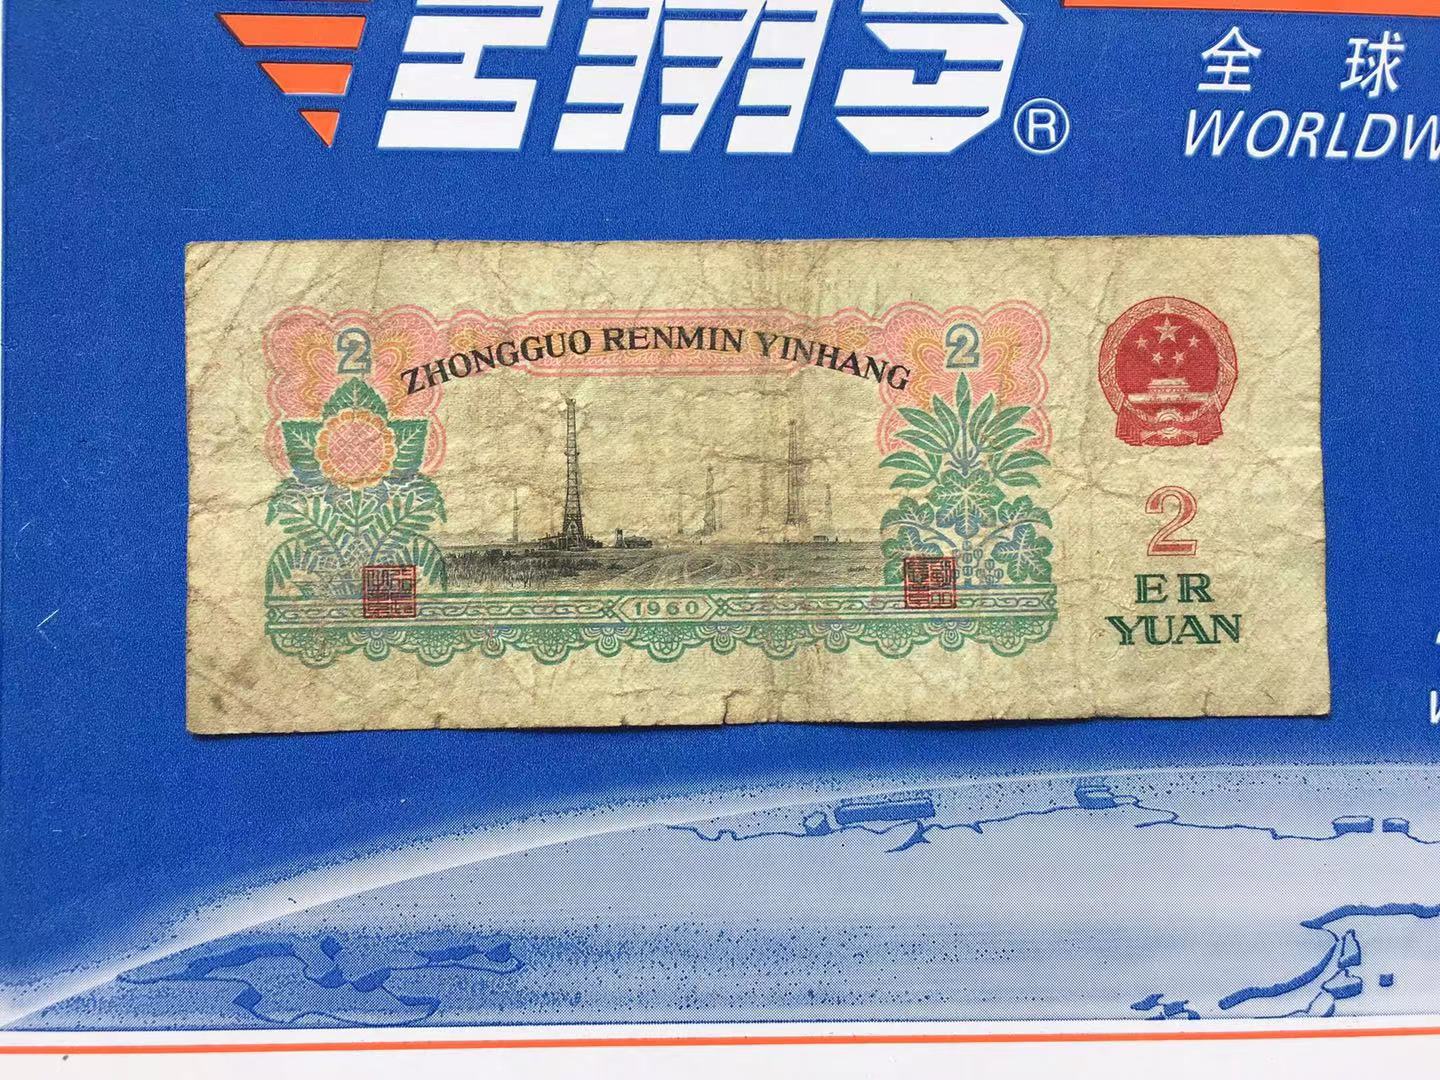 EMS®
全球
WORLDW
2
2
ZHONGGUO RENMIN YINHANG
2
ER
YUAN
1960